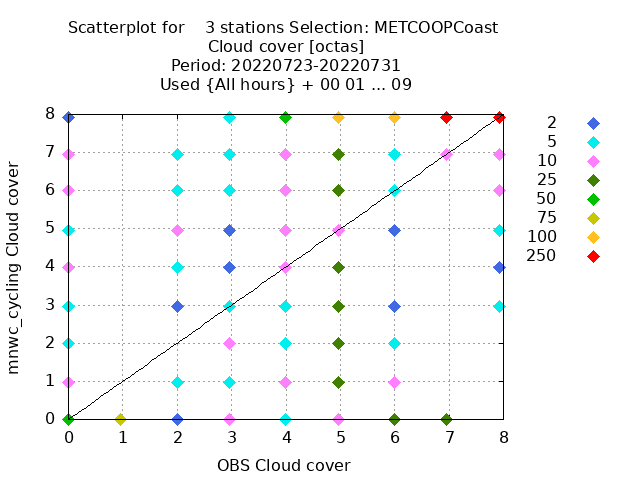 Scatterplot for    3 stations Selection: METCOOPCoast
Cloud cover [octas]
Period: 20220723-20220731
Used {All hours} + 00 01 ... 09
mnwc_cycling Cloud cover
8
7
6
5
4
3
2
1
0
0 1 2 3 4 5 6 7 8
OBS Cloud cover
2
5
10
25
50
75
100
250